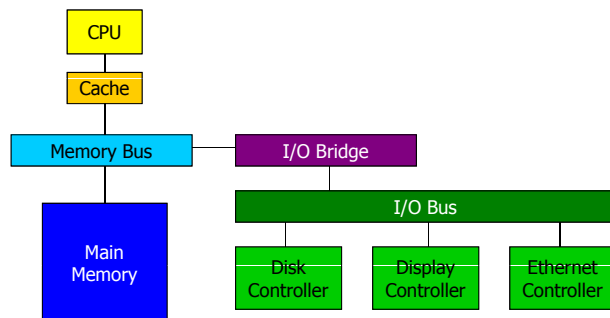 CPU
Cache
Memory Bus
I/O Bridge
I/O Bus
Main
Memory
Disk
Controller
Display
Controller
Ethernet
Controller